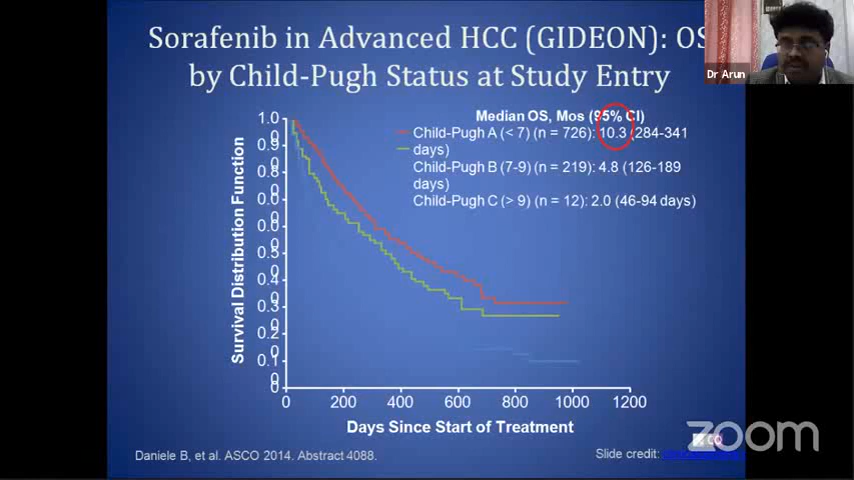 Sorafenib in Advanced HCC (GIDEON): OS
by Child-Pugh Status at Study Entry
Dr Arun
Median OS, Mos (95% CI)
Child-Pugh A (< 7) (n = 726): 10.3 (284-341
days)
Child-Pugh B (7-9) (n = 219): 4.8 (126-189
days)
Child-Pugh C (> 9) (n = 12): 2.0 (46-94 days)
Survival Distribution Function
1.0
0.9
0.8
0.7
0.6
0.5
0.4
0.3
0.2
0.1
0
0 200 400 600 800 1000 1200
Days Since Start of Treatment
Daniele B, et al. ASCO 2014. Abstract 4088.
Slide credit:
zoom